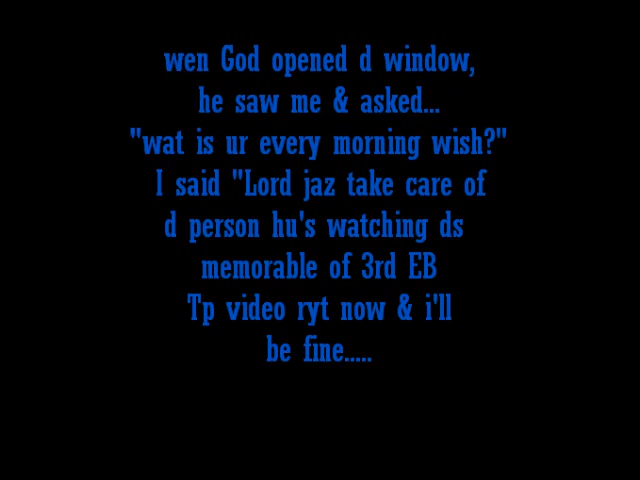 wen God opened d window,
he saw me & asked...
"wat is ur every morning wish?"
I said "Lord jaz take care of
d person hu's watching ds
memorable of 3rd EB
Tp video ryt now & i'll
be fine.....